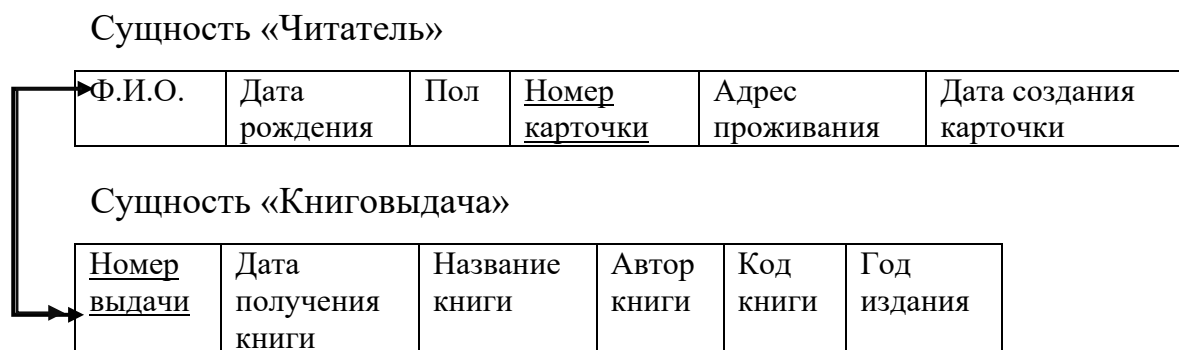 Сущность «Читатель»
Ф.И.О. Дата Пол Номер Адрес Дата создания
рождения карточки проживания карточки
Сущность «Книговыдача»
Номер Дата Название Автор Код Год
выдачи получения книги книги книги издания
книги